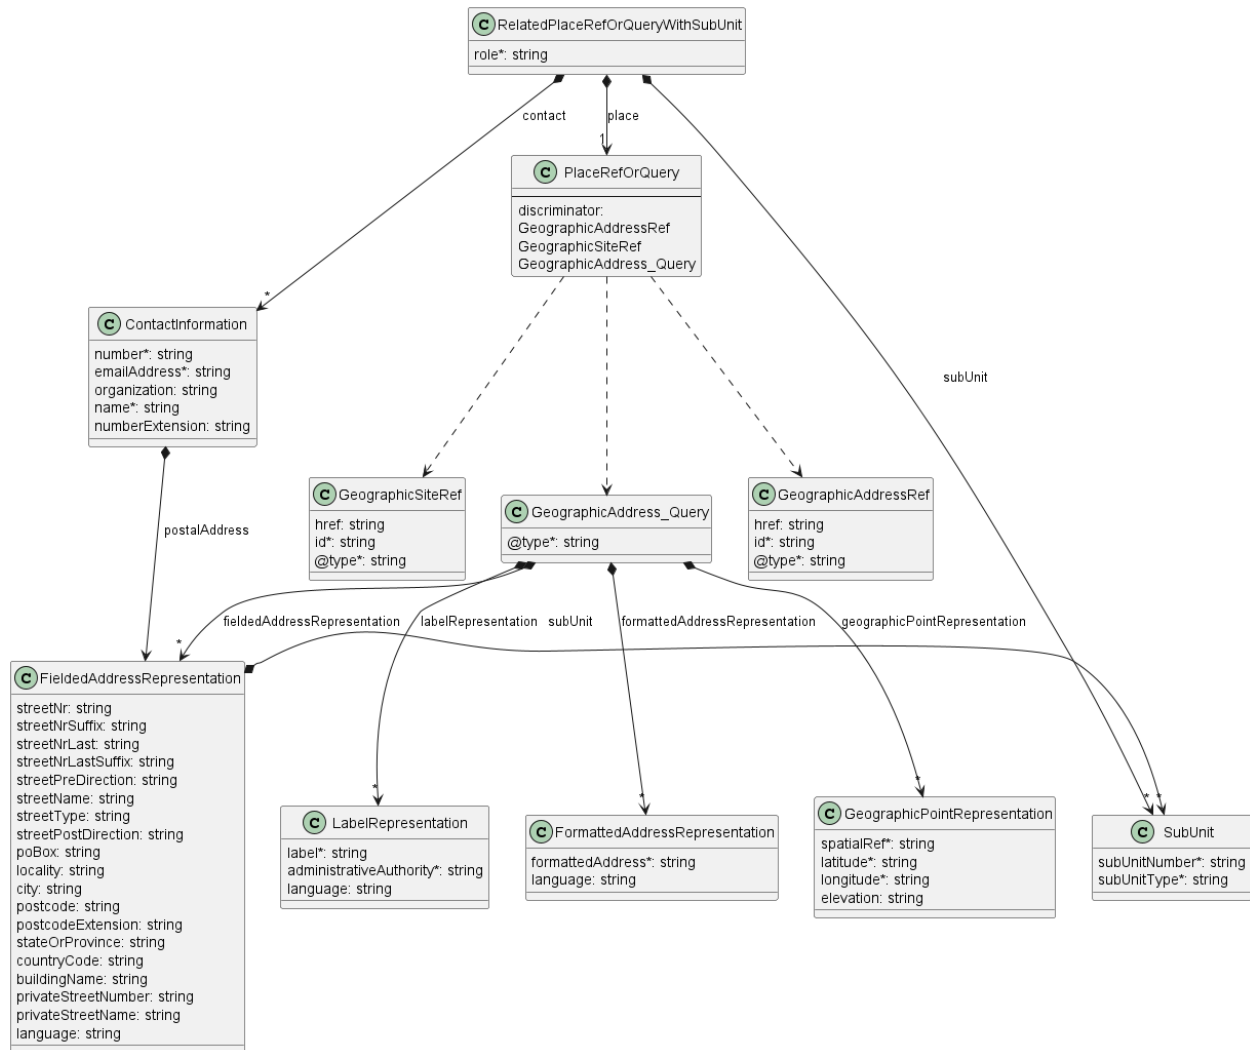 C RelatedPlaceRefOrQueryWithSubUnit
role*: string
contact
place
1
C PlaceRefOrQuery
discriminator:
GeographicAddressRef
GeographicSiteRef
GeographicAddress_Query
*
C ContactInformation
number*: string
emailAddress*: string
organization: string
name*: string
numberExtension: string
subUnit
postalAddress
C GeographicSiteRef
href: string
id*: string
@type*: string
C GeographicAddress_Query
@type*: string
C GeographicAddressRef
href: string
id*: string
@type*: string
*
fieldedAddressRepresentation
labelRepresentation
subUnit
formattedAddressRepresentation
geographicPointRepresentation
C FieldedAddressRepresentation
streetNr: string
streetNrSuffix: string
streetNrLast: string
streetNrLastSuffix: string
streetPreDirection: string
streetName: string
streetType: string
streetPostDirection: string
poBox: string
locality: string
city: string
postcode: string
postcodeExtension: string
stateOrProvince: string
countryCode: string
buildingName: string
privateStreetNumber: string
privateStreetName: string
language: string
*
C LabelRepresentation
label*: string
administrativeAuthority*: string
language: string
*
C FormattedAddressRepresentation
formattedAddress*: string
language: string
*
C GeographicPointRepresentation
spatialRef*: string
latitude*: string
longitude*: string
elevation: string
* *
C SubUnit
subUnitNumber*: string
subUnitType*: string